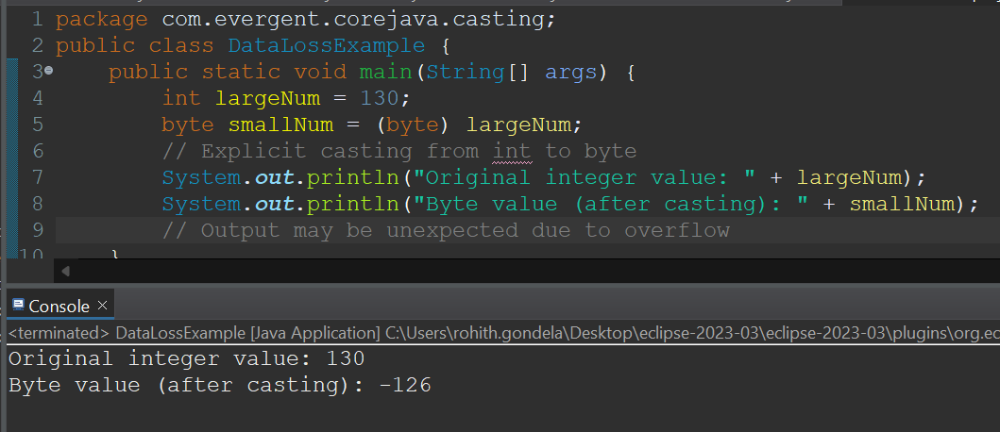 1 package com.evergent.corejava.casting;
2 public class DataLossExample {
3 public static void main(String[] args) {
4 int largeNum = 130;
5 byte smallNum = (byte) largeNum;
6 // Explicit casting from int to byte
7 System.out.println("Original integer value: " + largeNum);
8 System.out.println("Byte value (after casting): " + smallNum);
9 // Output may be unexpected due to overflow
10 }
Console
<terminated> DataLossExample [Java Application] C:\Users\rohith.gondela\Desktop\eclipse-2023-03\eclipse-2023-03\plugins\org.ec
Original integer value: 130
Byte value (after casting): -126